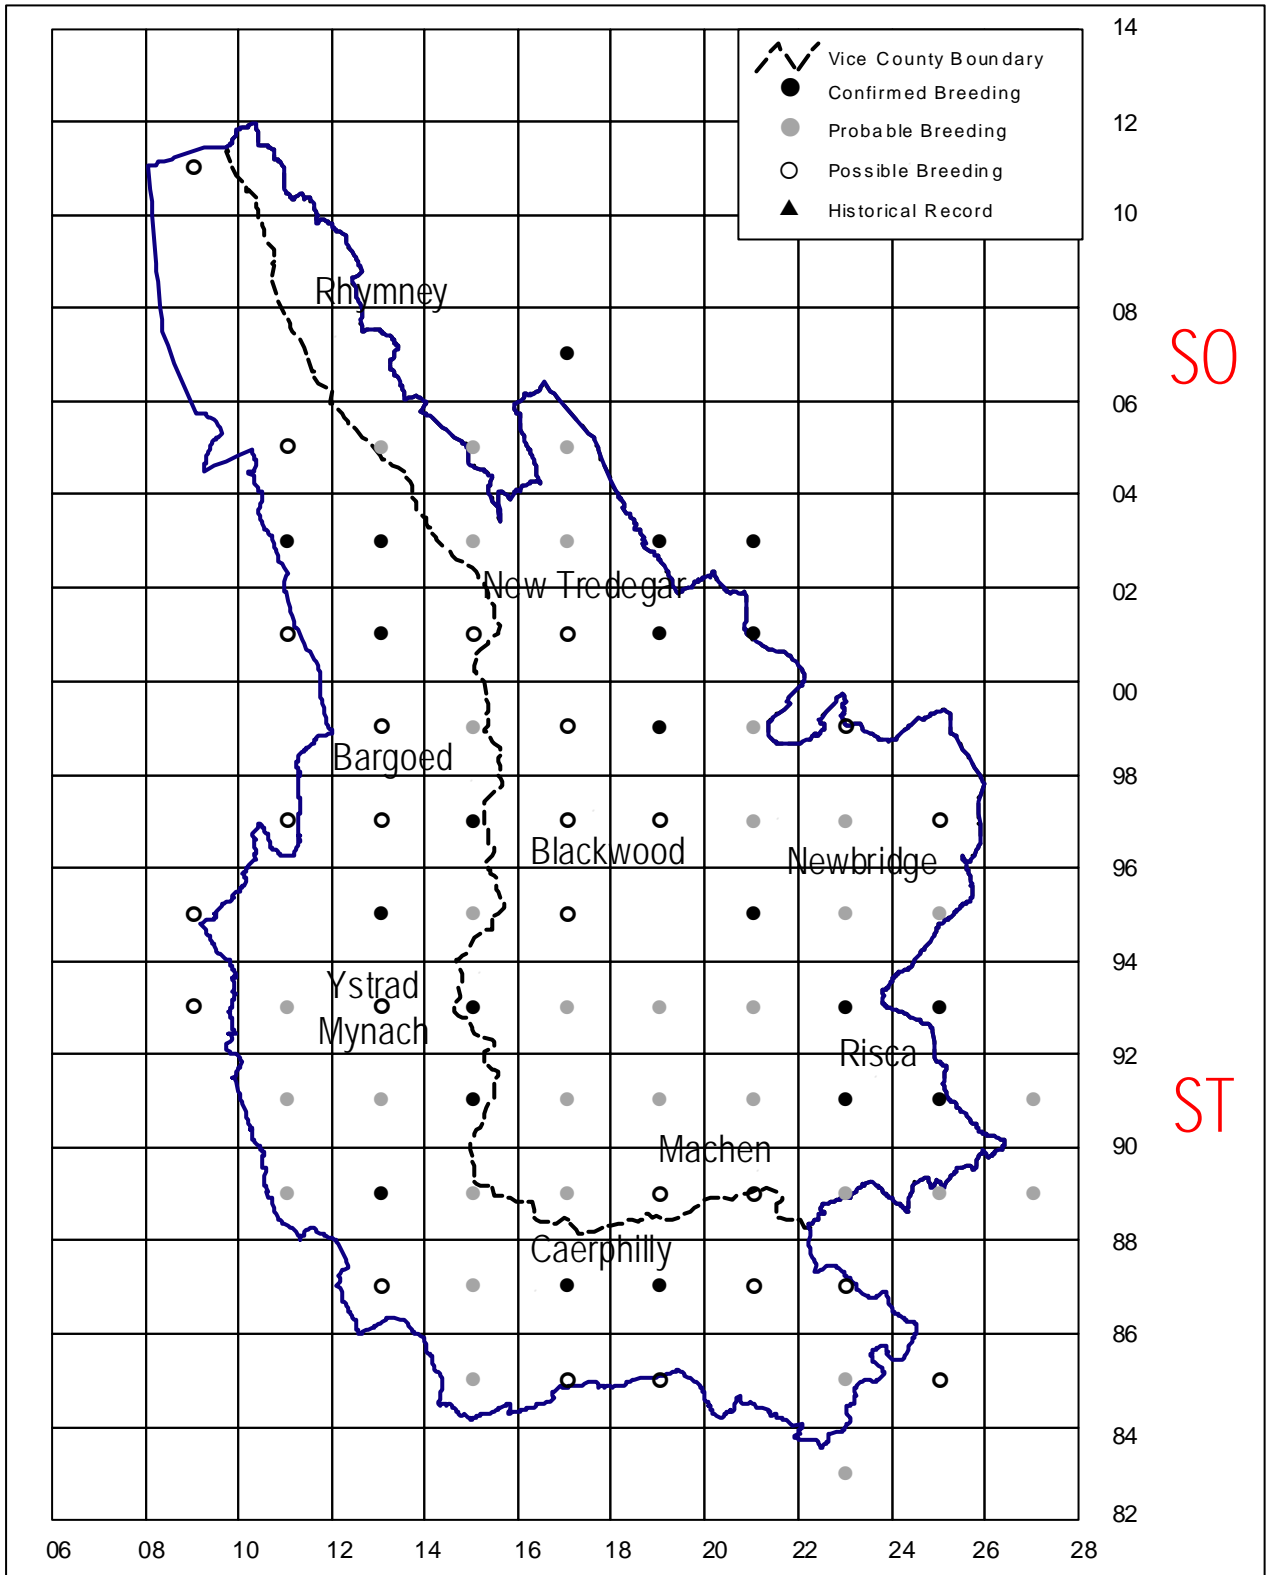 14
Vice County Boundary
Confirmed Breeding
Probable Breeding
Possible Breeding
Historical Record
12
10
Rhymney
08
SO
06
04
New Tredegar
02
00
Bargoed
98
Blackwood
Newbridge
96
94
Ystrad
Mynach
Risca
92
ST
Machen
90
Caerphilly
88
86
84
82
06 08 10 12 14 16 18 20 22 24 26 28